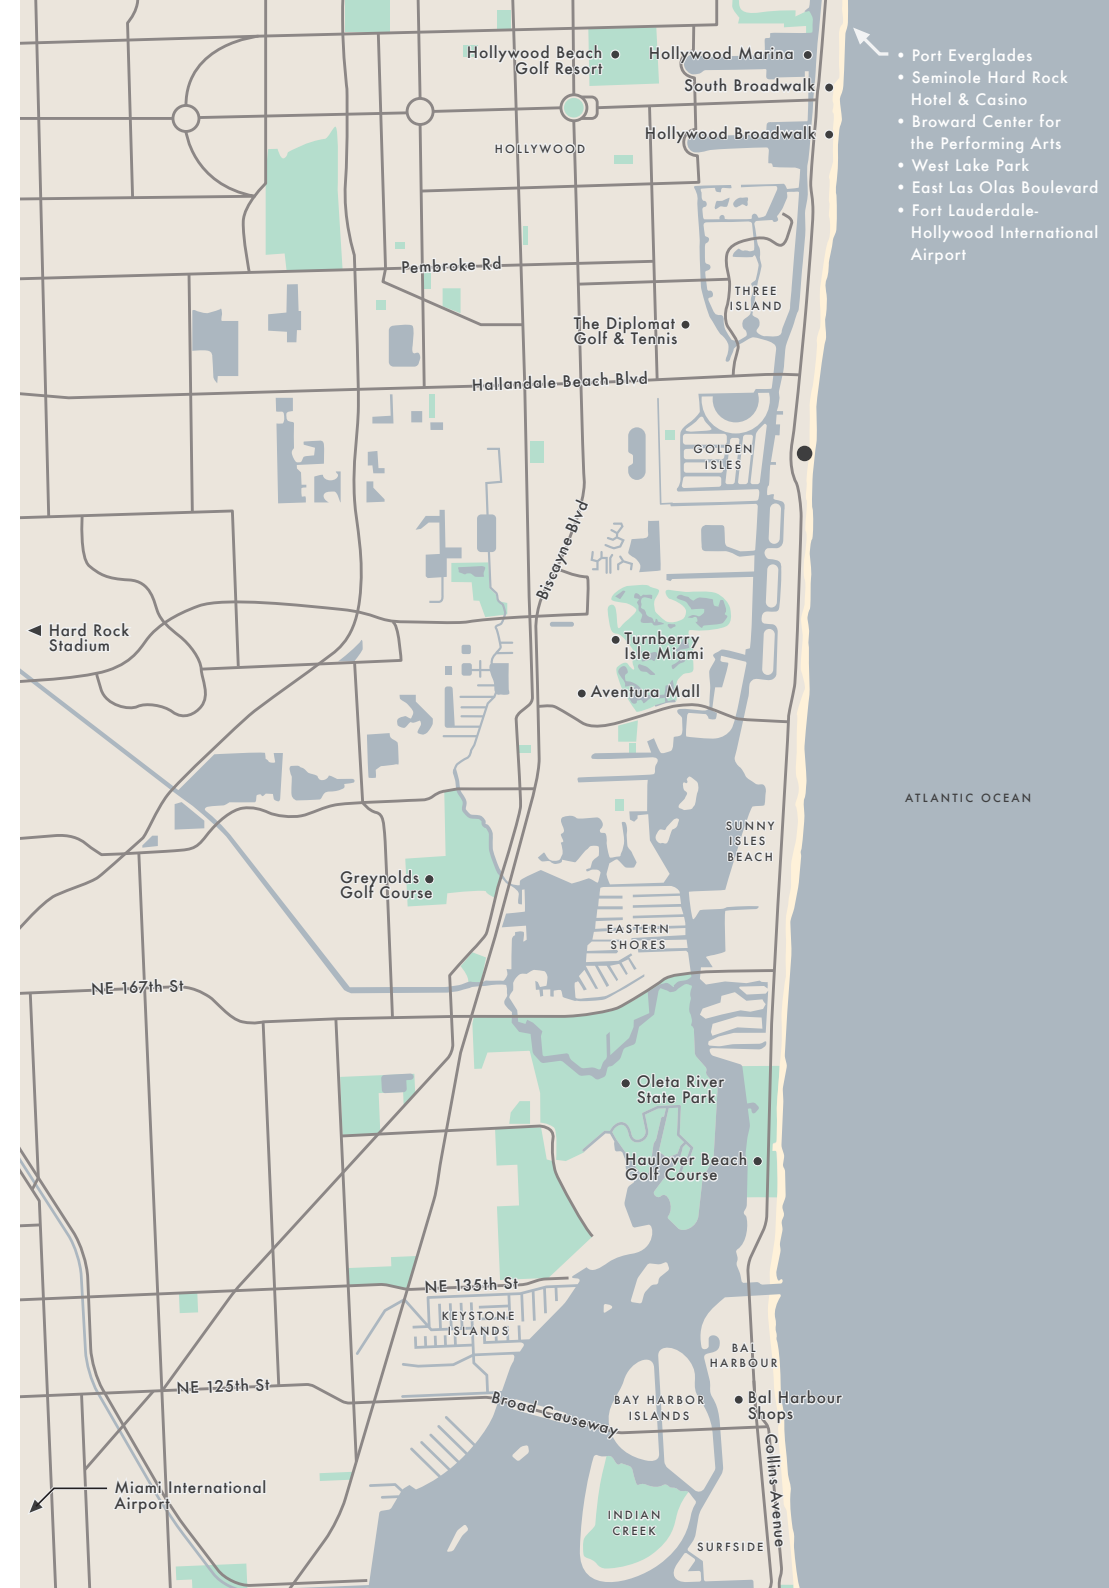 Hollywood Beach
Golf Resort
Hollywood Marina
South Broadwalk
Hollywood Broadwalk
HOLLYWOOD
• Port Everglades
• Seminole Hard Rock
Hotel & Casino
• Broward Center for
the Performing Arts
• West Lake Park
• East Las Olas Boulevard
• Fort Lauderdale-
Hollywood International
Airport
Pembroke Rd
THREE
ISLAND
The Diplomat
Golf & Tennis
Hallandale Beach Blvd
GOLDEN
ISLES
Biscayne Blvd
Hard Rock
Stadium
Turnberry
Isle Miami
Aventura Mall
ATLANTIC OCEAN
SUNNY
ISLES
BEACH
Greynolds
Golf Course
EASTERN
SHORES
NE 167th St
Oleta River
State Park
Haulover Beach
Golf Course
NE 135th St
KEYSTONE
ISLANDS
BAL
HARBOUR
NE 125th St
Broad Causeway
BAY HARBOR
ISLANDS
Bal Harbour
Shops
Collins Avenue
Miami International
Airport
INDIAN
CREEK
SURFSIDE